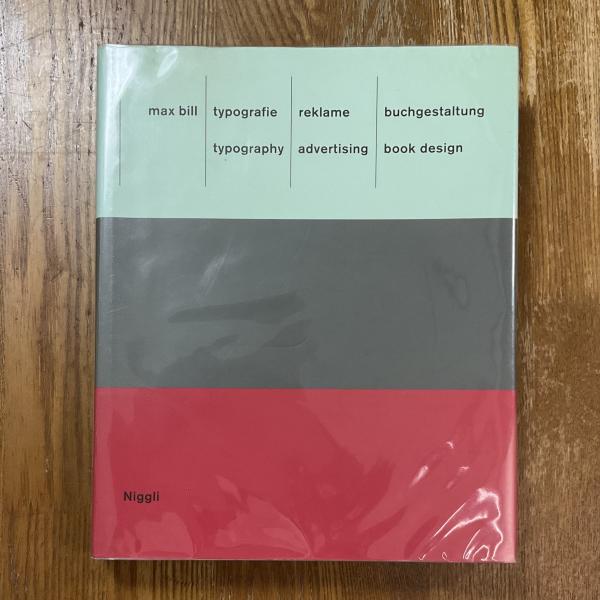 max bill typografie reklame buchgestaltung
typography advertising book design
Niggli